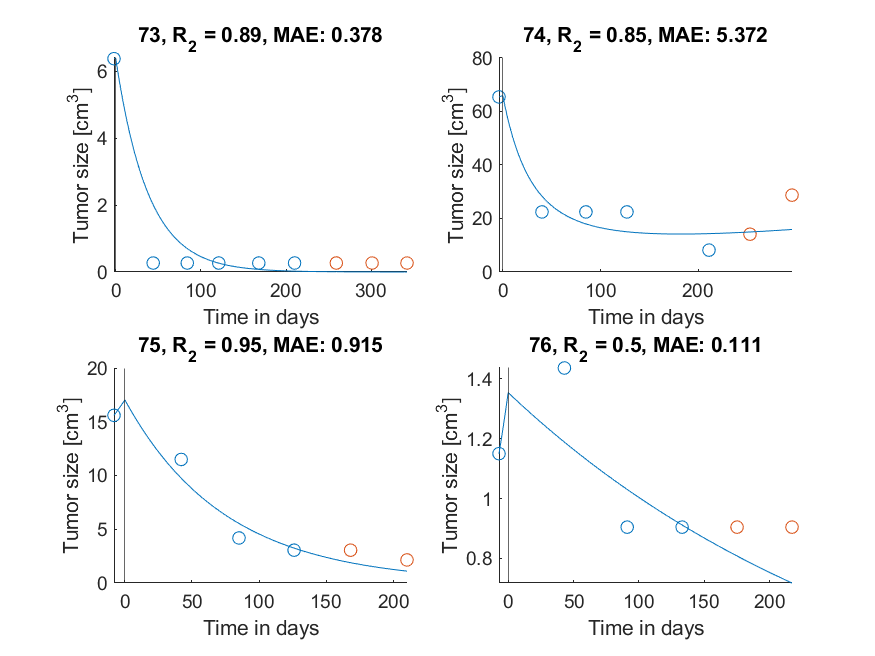 73, R2 = 0.89, MAE: 0.378
6
4
2
0
Tumor size [cm3]
0 100 200 300
Time in days
74, R2 = 0.85, MAE: 5.372
80
60
40
20
0
Tumor size [cm3]
0 100 200
Time in days
75, R2 = 0.95, MAE: 0.915
20
15
10
5
0
Tumor size [cm3]
0 50 100 150 200
Time in days
76, R2 = 0.5, MAE: 0.111
1.4
1.2
1
0.8
Tumor size [cm3]
0 50 100 150 200
Time in days